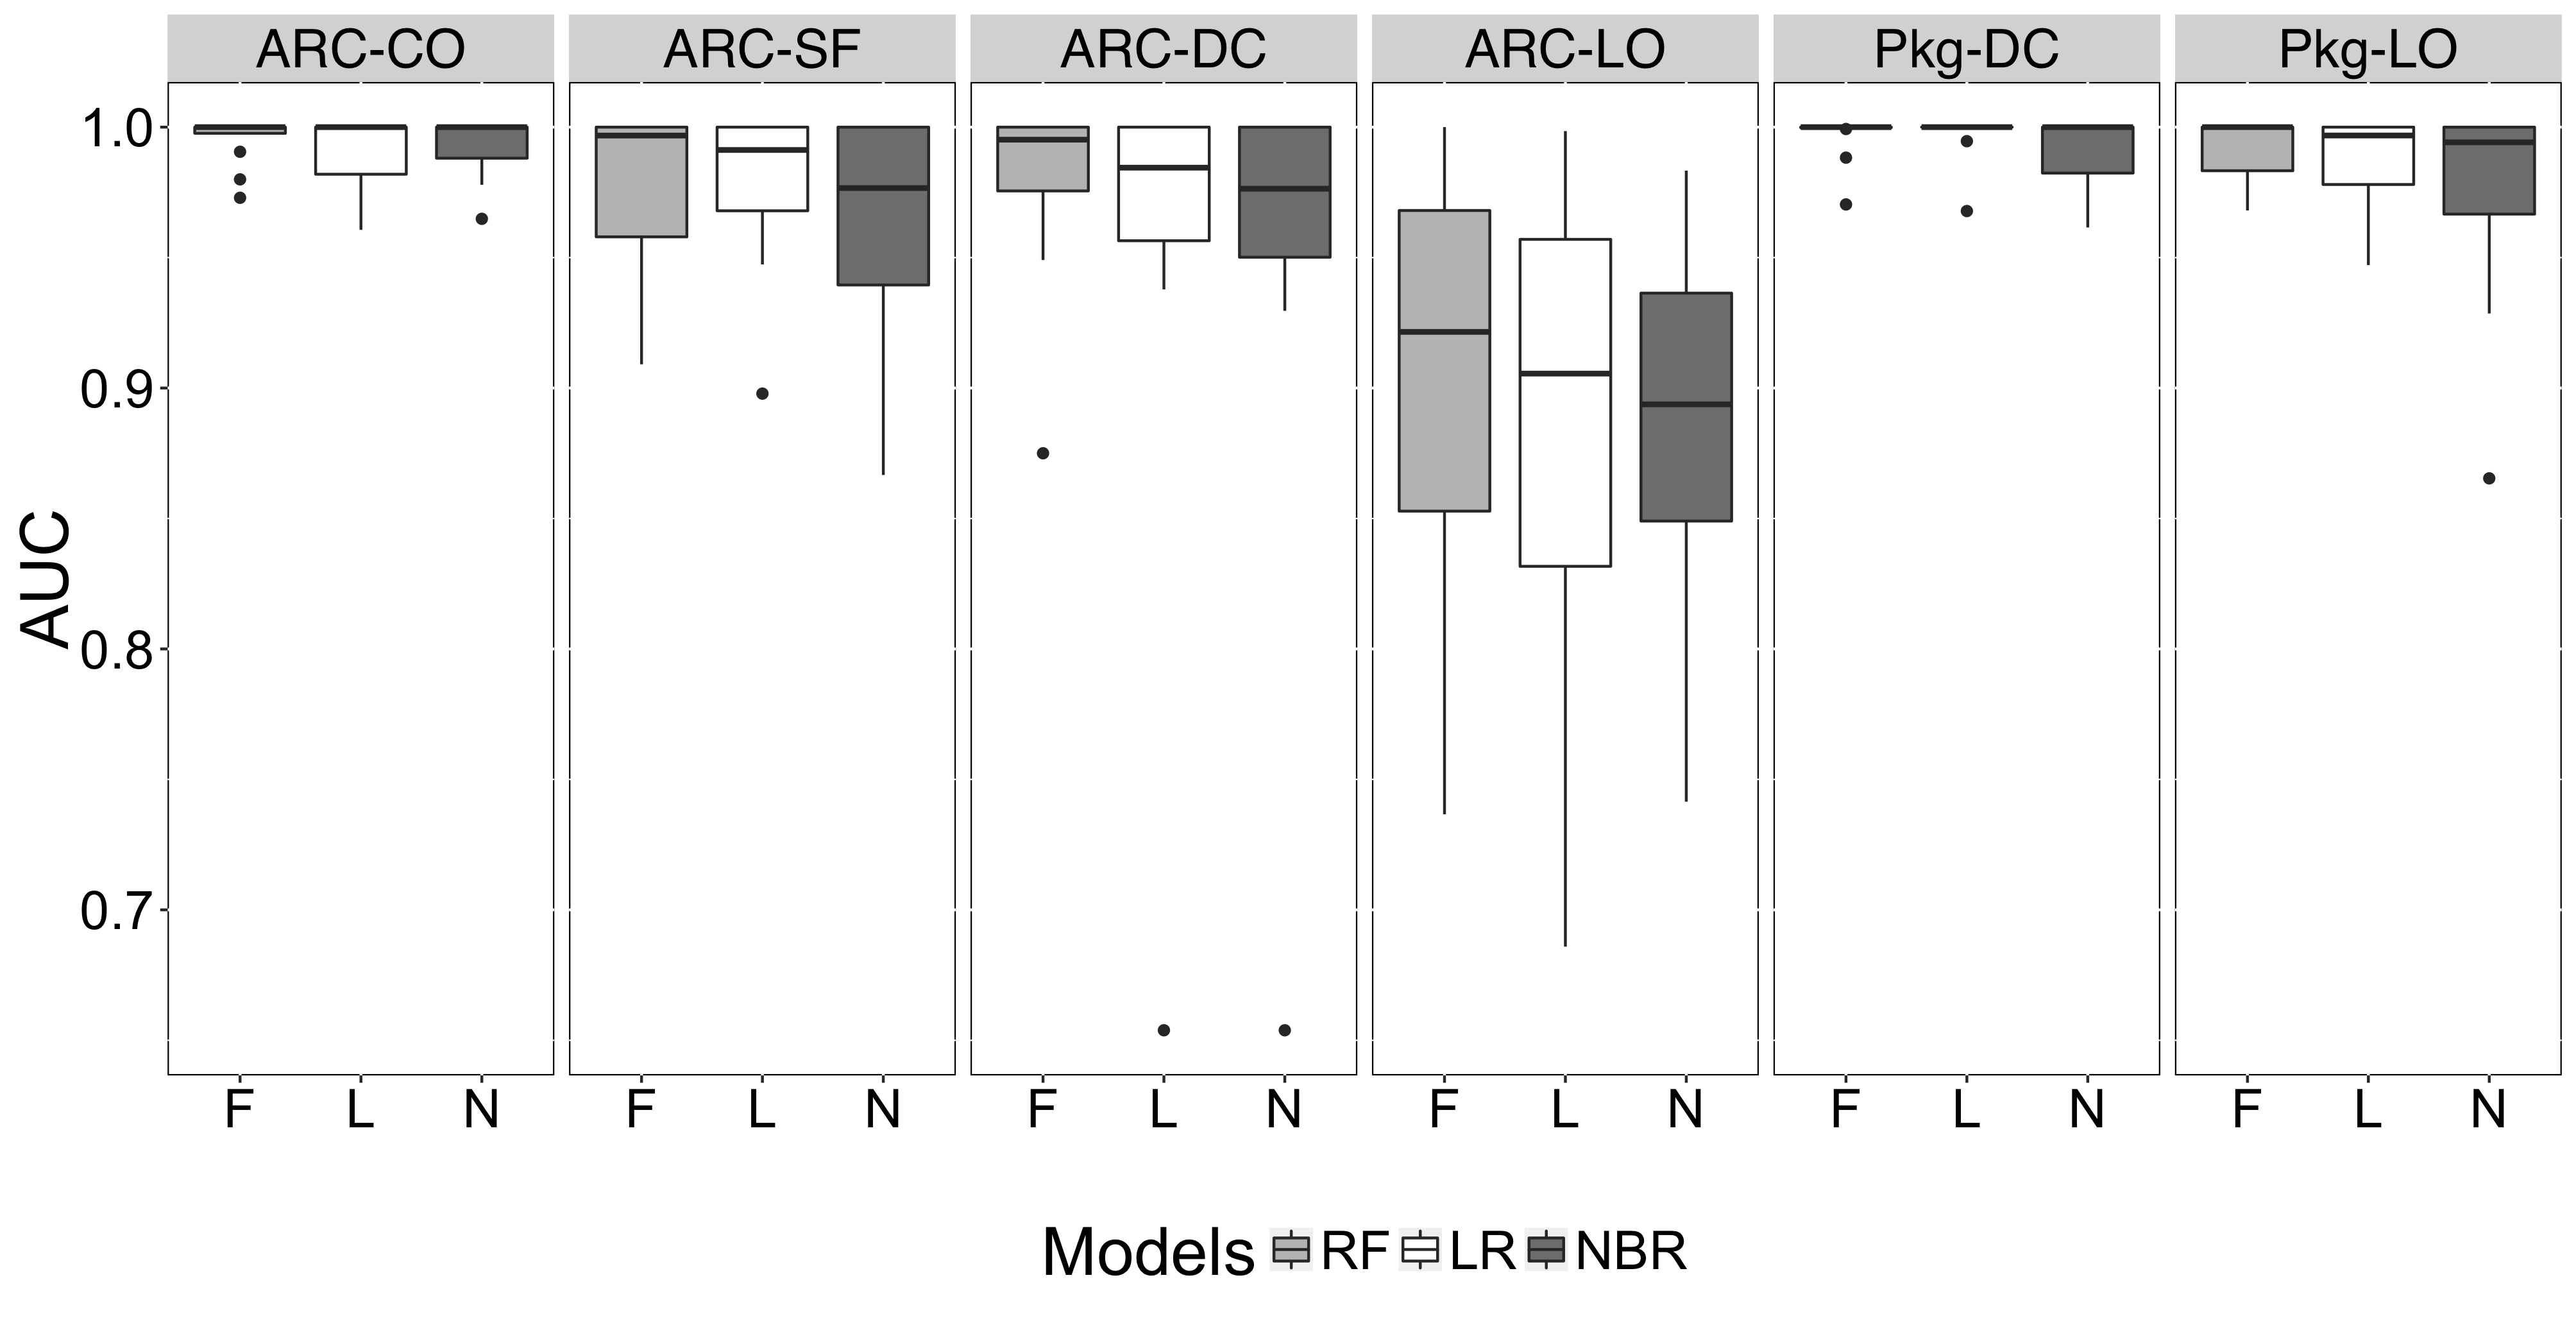 ARC-CO ARC-SF ARC-DC ARC-LO Pkg-DC Pkg-LO
1.0
0.9
AUC
0.8
0.7
F L N F L N F L N F L N F L N F L N
Models RF LR NBR